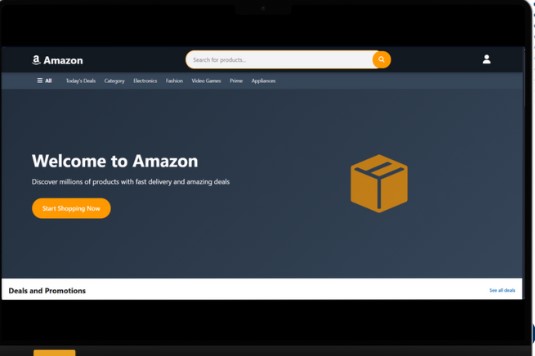 Amazon
Search for products..
All Today's Deals Category Electronics Fashion Video Games Prime Appliances
Welcome to Amazon
Discover millions of products with fast delivery and amazing deals
Start Shopping Now
Deals and Promotions
See all deals